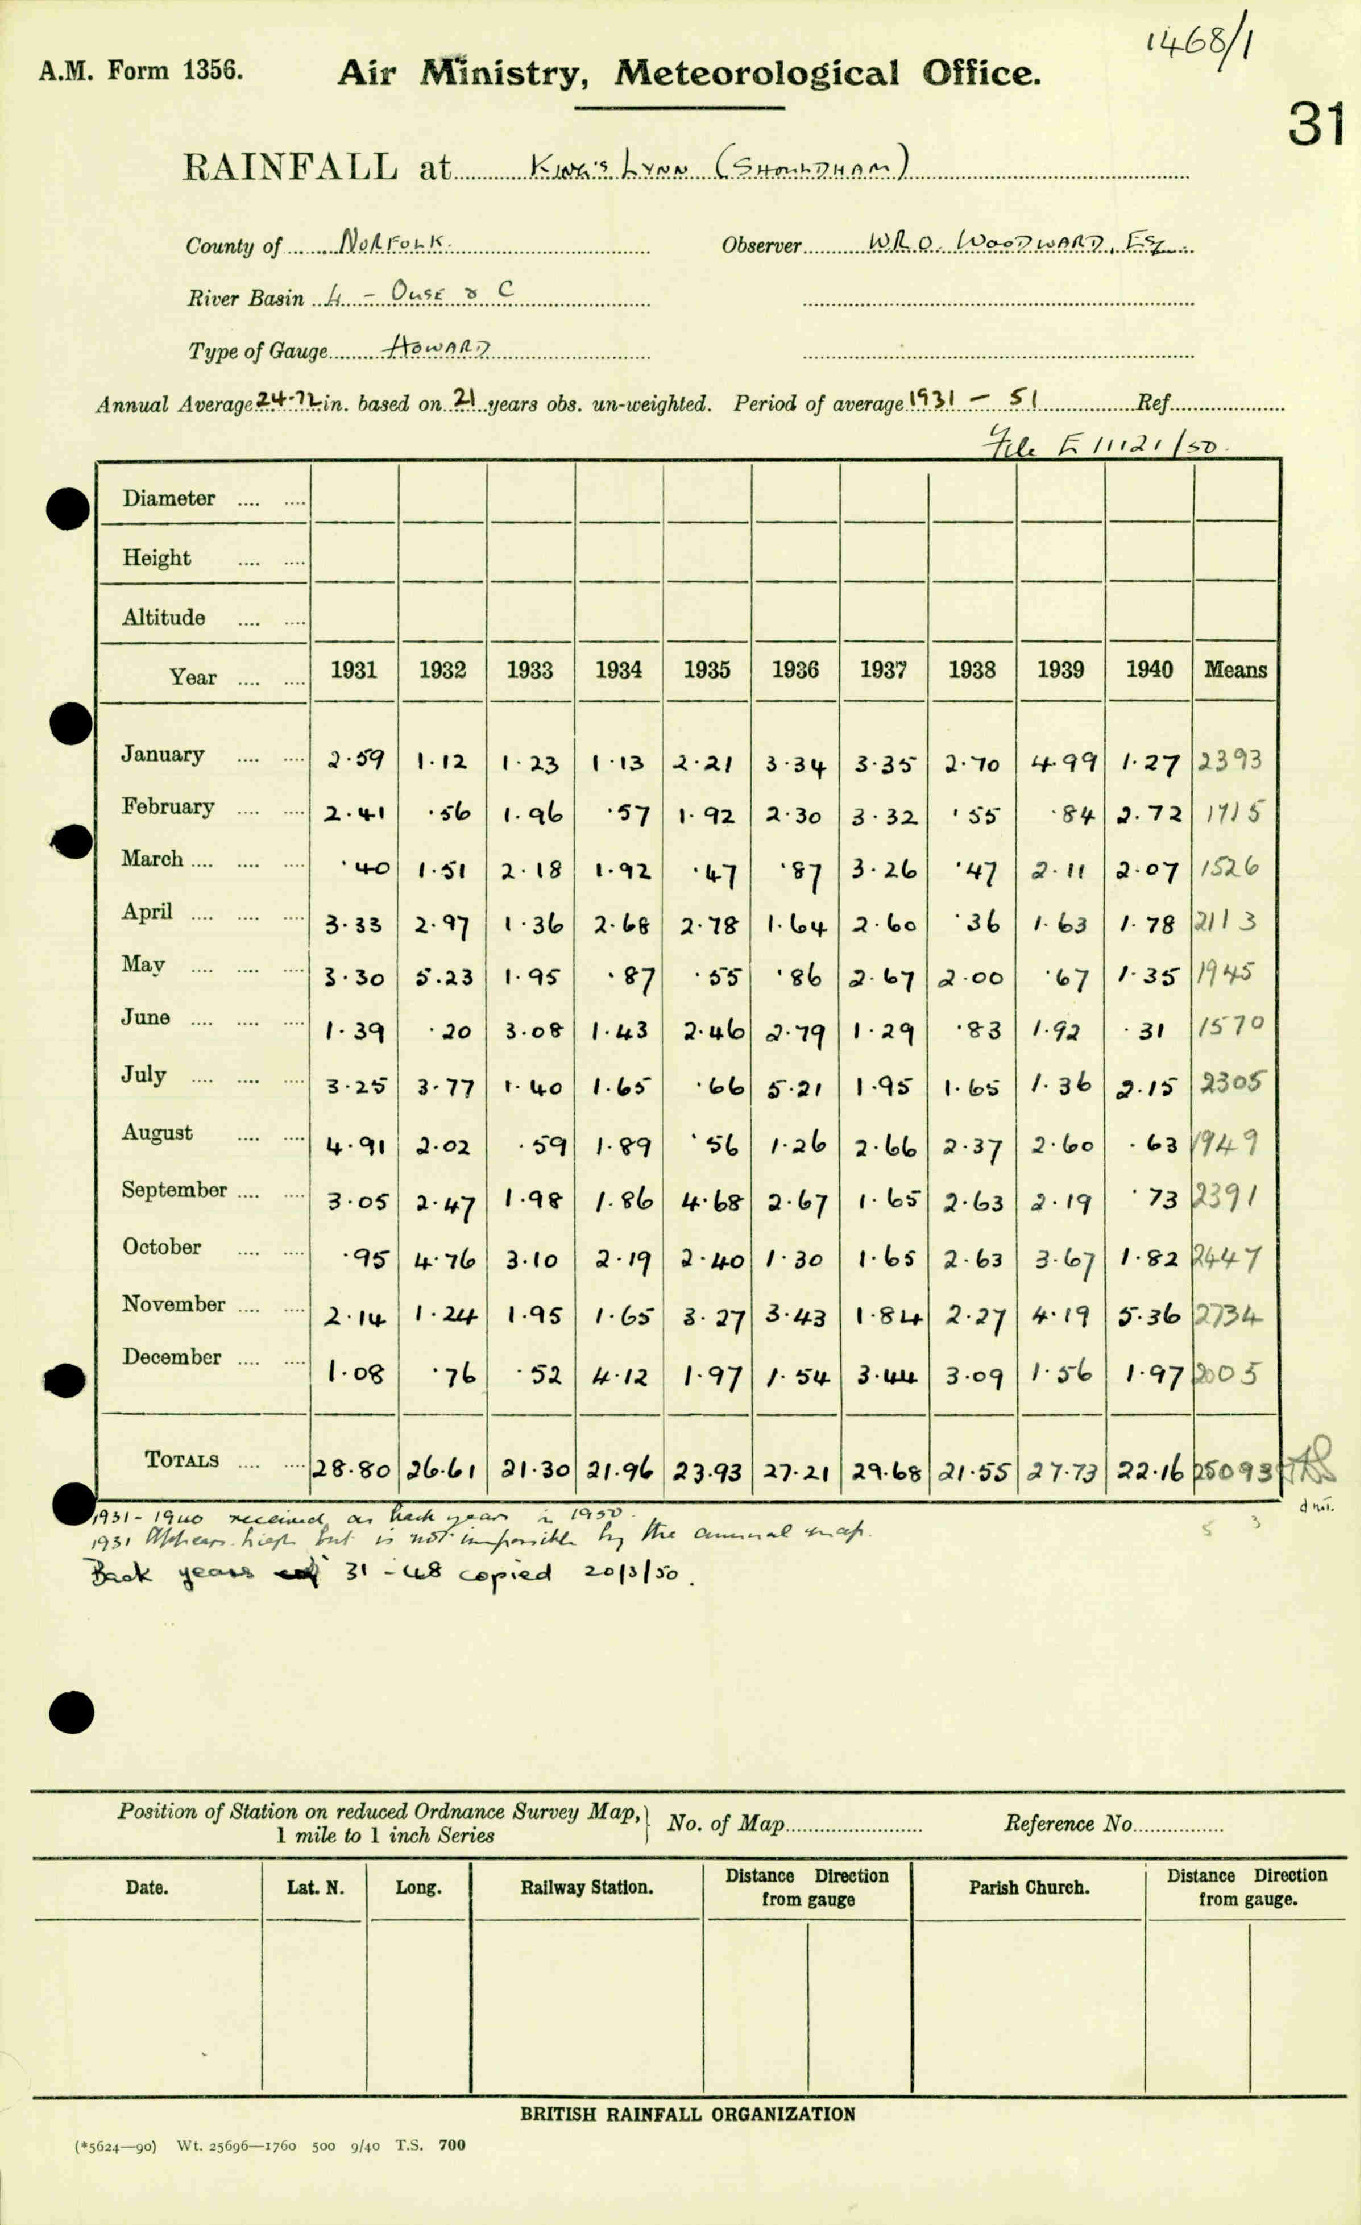 1468/1
A.M. Form 1356. Air Ministry, Meteorological Office.
31
RAINFALL at KING'S LYNN (SHOULDHAM)
County of NORFOLK. Observer W.R.O. WOODWARD, ESQ.
River Basin 4 - OUSE & C
Type of Gauge HOWARD
Annual Average 24.72 in. based on 21 years obs. un-weighted. Period of average 1931 - 51 Ref.
File E 11121/50.
Diameter
Height
Altitude
Year 1931 1932 1933 1934 1935 1936 1937 1938 1939 1940 Means
January 2.59 1.12 1.23 1.13 2.21 3.34 3.35 2.70 4.99 1.27 2393
February 2.41 .56 1.96 .57 1.92 2.30 3.32 .55 .84 2.72 1715
March .40 1.51 2.18 1.92 .47 .87 3.26 .47 2.11 2.07 1526
April 3.33 2.97 1.36 2.68 2.78 1.64 2.60 .36 1.63 1.78 2113
May 3.30 5.23 1.95 .87 .55 .86 2.67 2.00 .67 1.35 1945
June 1.39 .20 3.08 1.43 2.46 2.79 1.29 .83 1.92 .31 1570
July 3.25 3.77 1.40 1.65 .66 5.21 1.95 1.65 1.36 2.15 2305
August 4.91 2.02 .59 1.89 .56 1.26 2.66 2.37 2.60 .63 1949
September 3.05 2.47 1.98 1.86 4.68 2.67 1.65 2.63 2.19 .73 2391
October .95 4.76 3.10 2.19 2.40 1.30 1.65 2.63 3.67 1.82 2447
November 2.14 1.24 1.95 1.65 3.27 3.43 1.84 2.27 4.19 5.36 2734
December 1.08 .76 .52 4.12 1.97 1.54 3.44 3.09 1.56 1.97 2005
TOTALS 28.80 26.61 21.30 21.96 23.93 27.21 29.68 21.55 27.73 22.16 25093
1931-1940 received as back years in 1950.
5 3
1931 Appears high but is not impossible by the annual map.
Back years 31-48 copied 20/3/50.
Position of Station on reduced Ordnance Survey Map, No. of Map Reference No.
1 mile to 1 inch Series
Date. Lat. N. Long. Railway Station. Distance Direction from gauge Parish Church. Distance Direction from gauge.
BRITISH RAINFALL ORGANIZATION
(*5624—90) Wt. 25696—1760 500 9/40 T.S. 700